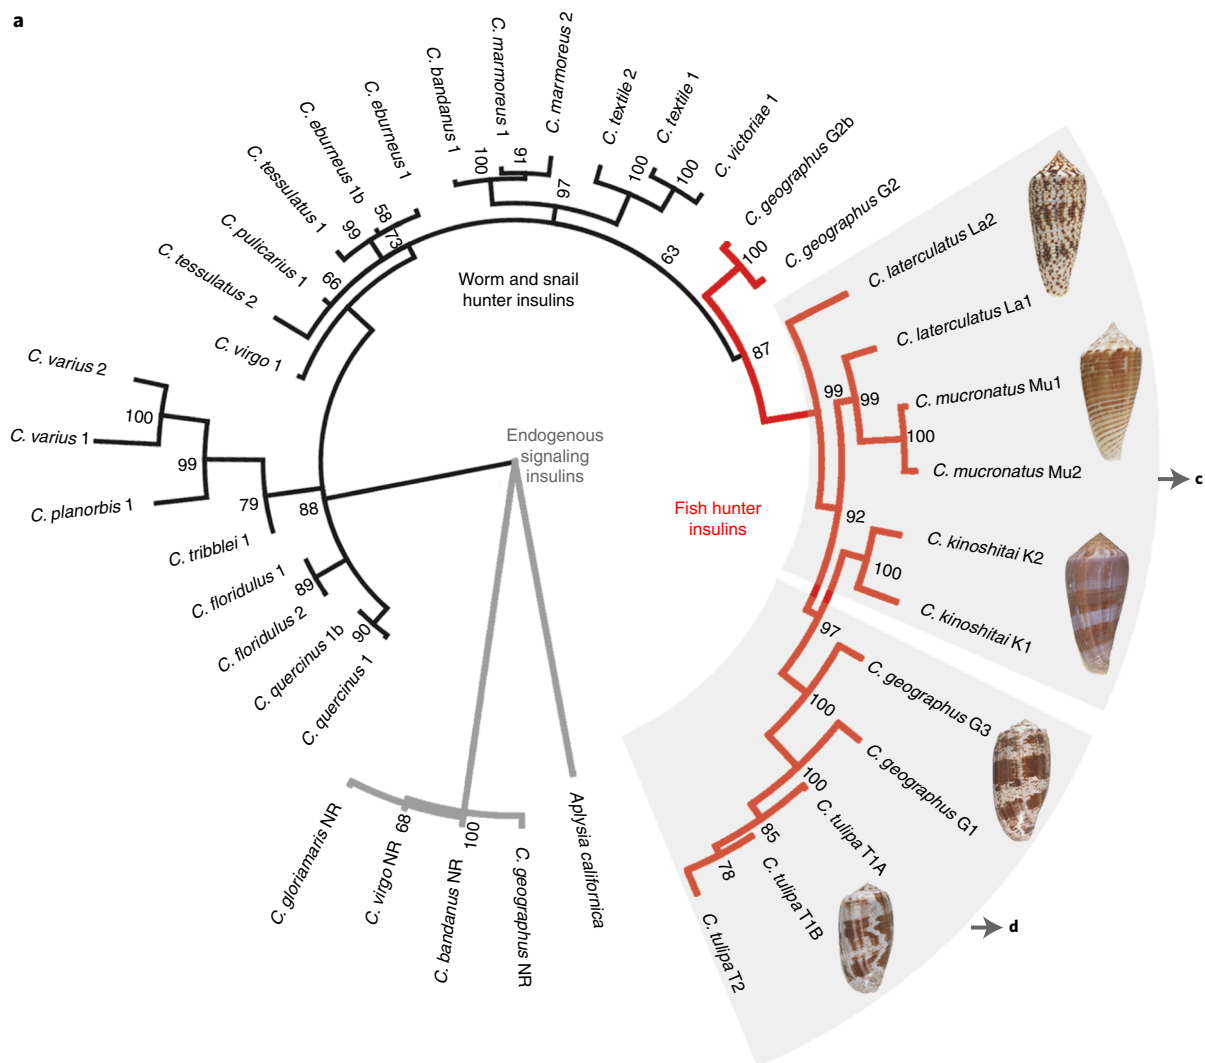 a
C. bandanus 1
C. marmoreus 1
C. marmoreus 2
C. textile 2
C. textile 1
C. victoriae 1
C. geographus G2b
C. geographus G2
C. eburneus 1
C. eburneus 1b
C. tessulatus 1
C. pulicarius 1
C. tessulatus 2
C. virgo 1
100
91
97
100
100
58
99
73
66
63
100
87
Worm and snail
hunter insulins
C. laterculatus La2
C. laterculatus La1
99
99
C. mucronatus Mu1
100
C. mucronatus Mu2
c
92
C. kinoshitai K2
100
C. kinoshitai K1
Fish hunter
insulins
Endogenous
signaling
insulins
C. varius 2
100
C. varius 1
99
C. planorbis 1
79
88
C. tribblei 1
C. floridulus 1
89
C. floridulus 2
C. quercinus 1b
90
C. quercinus 1
97
C. geographus G3
100
C. geographus G1
100
C. tulipa T1A
85
C. tulipa T1B
78
C. tulipa T2
d
C. gloriamaris NR
68
C. virgo NR
100
C. bandanus NR
C. geographus NR
Aplysia californica